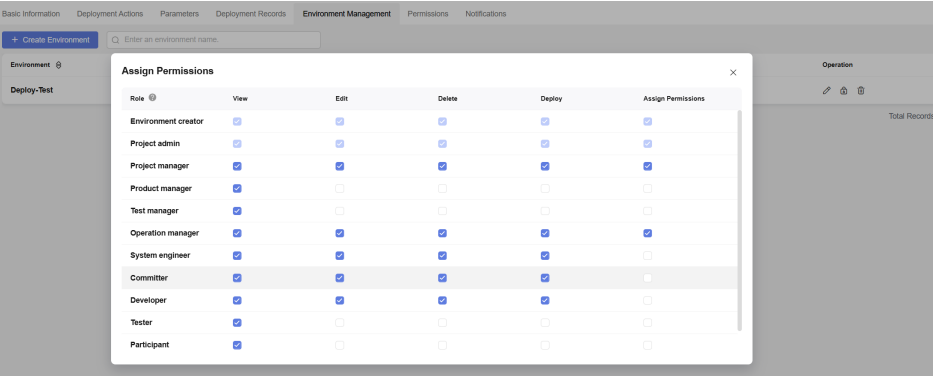 Basic Information Deployment Actions Parameters Deployment Records Environment Management Permissions Notifications
+ Create Environment Enter an environment name.
Environment Operation
Deploy-Test
Total Records
Assign Permissions
Role View Edit Delete Deploy Assign Permissions
Environment creator
Project admin
Project manager
Product manager
Test manager
Operation manager
System engineer
Committer
Developer
Tester
Participant